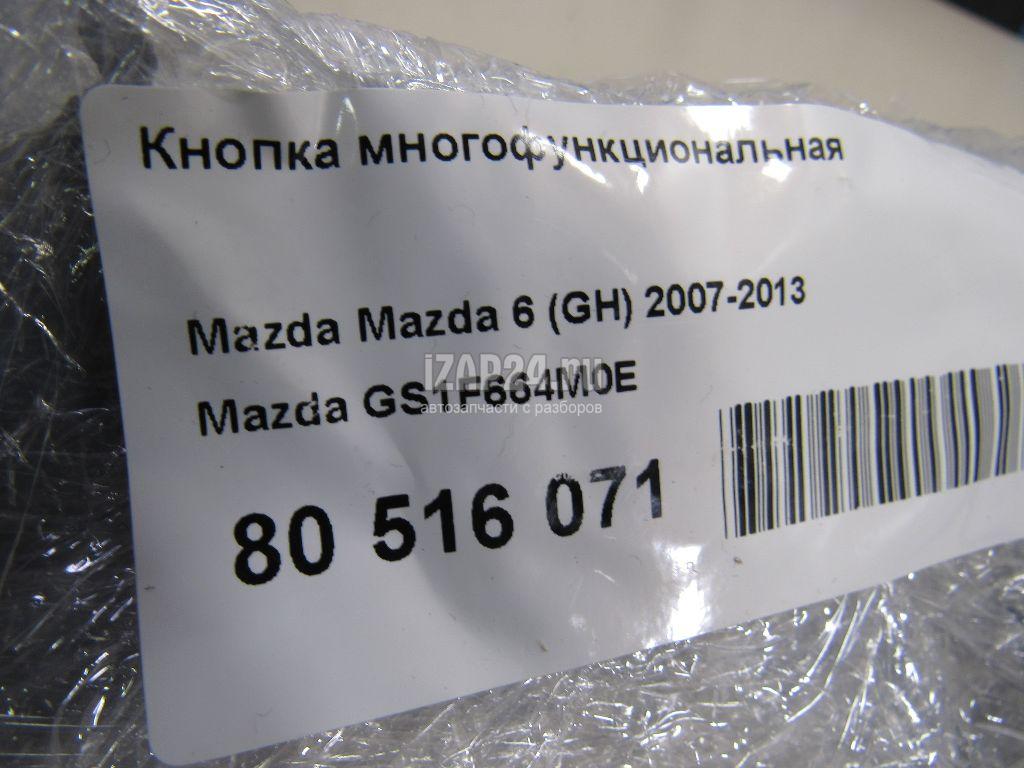 Кнопка многофункциональная
Mazda Mazda 6 (GH) 2007-2013
iZAP24.ru
Mazda GS1F664M0E
автозапчасти с разборов
80 516 071